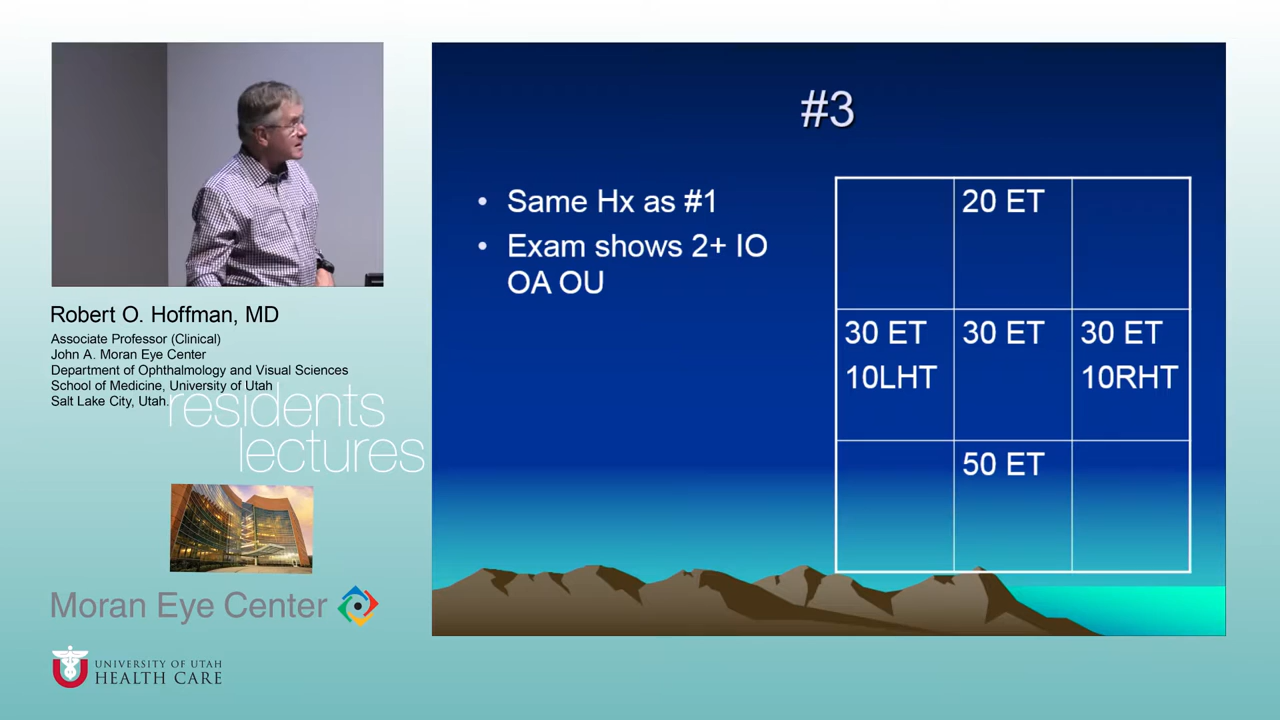 #3
• Same Hx as #1
• Exam shows 2+ IO
OA OU
20 ET
30 ET 30 ET 30 ET
10LHT 10RHT
50 ET
Robert O. Hoffman, MD
Associate Professor (Clinical)
John A. Moran Eye Center
Department of Ophthalmology and Visual Sciences
School of Medicine, University of Utah
Salt Lake City, Utah.
residents
lectures
Moran Eye Center
UNIVERSITY OF UTAH
HEALTH CARE